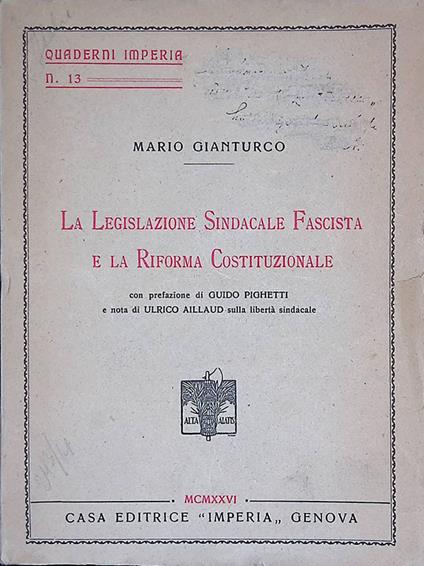 QUADERNI IMPERIA
N. 13
MARIO GIANTURCO
LA LEGISLAZIONE SINDACALE FASCISTA
E LA RIFORMA COSTITUZIONALE
con prefazione di GUIDO PIGHETTI
e nota di ULRICO AILLAUD sulla libertà sindacale
ALTA ALATIS
MCMXXVI
CASA EDITRICE "IMPERIA„ GENOVA